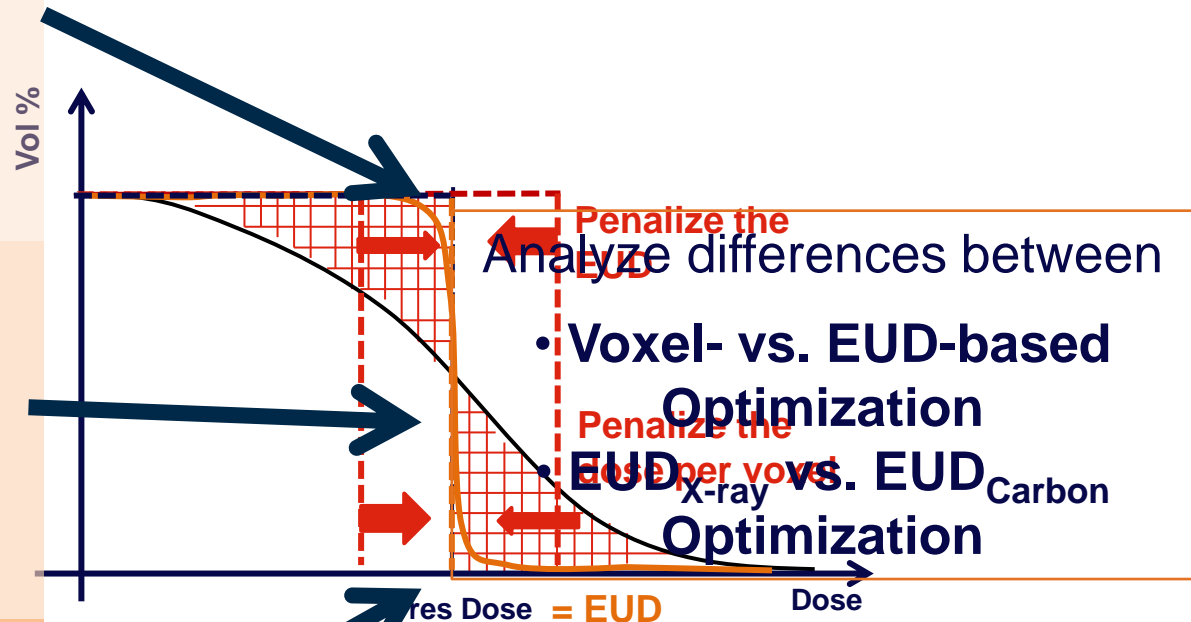 Vol %
Penalize the
EUD
Analyze differences between
• Voxel- vs. EUD-based
Optimization
Penalize the
dose per voxel
• EUDX-ray vs. EUDCarbon
Optimization
res Dose = EUD
Dose